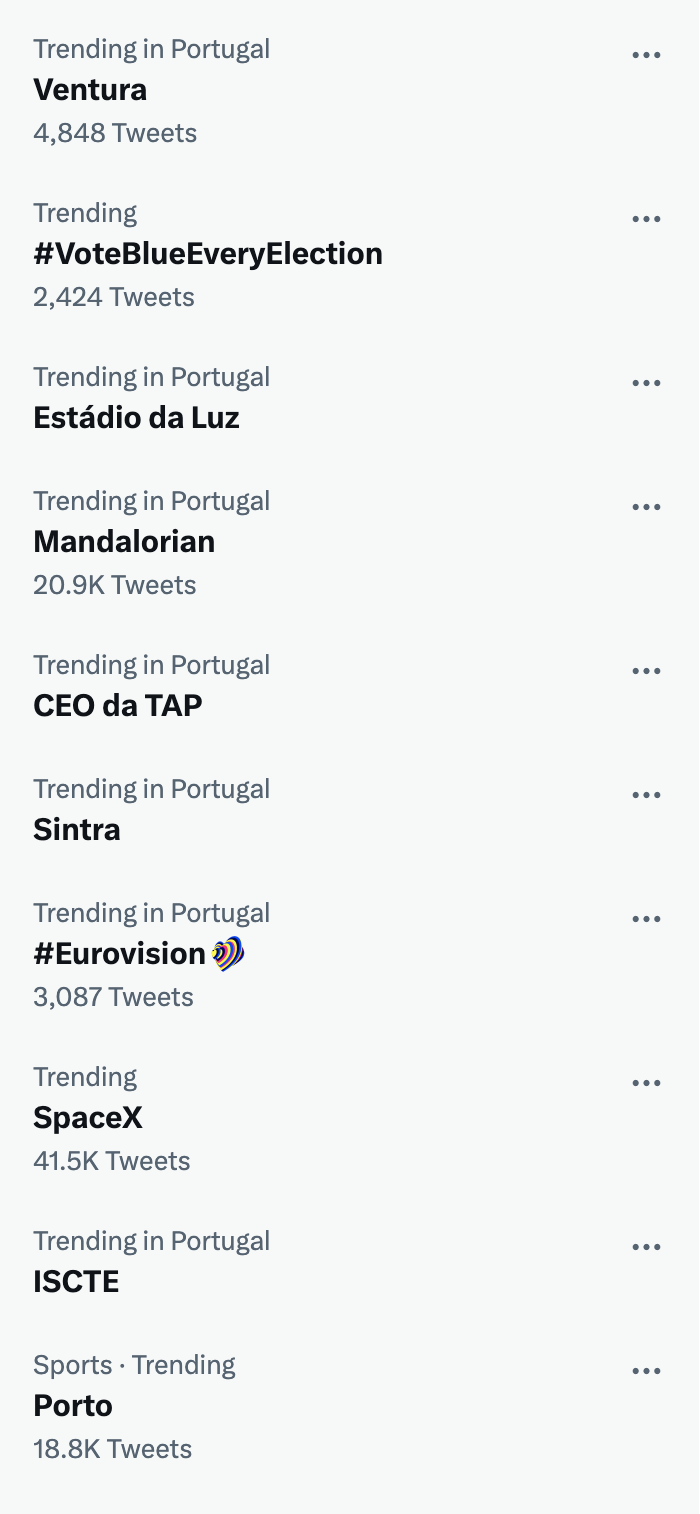 Trending in Portugal
Ventura
4,848 Tweets
Trending
#VoteBlueEveryElection
2,424 Tweets
Trending in Portugal
Estádio da Luz
Trending in Portugal
Mandalorian
20.9K Tweets
Trending in Portugal
CEO da TAP
Trending in Portugal
Sintra
Trending in Portugal
#Eurovision
3,087 Tweets
Trending
SpaceX
41.5K Tweets
Trending in Portugal
ISCTE
Sports · Trending
Porto
18.8K Tweets